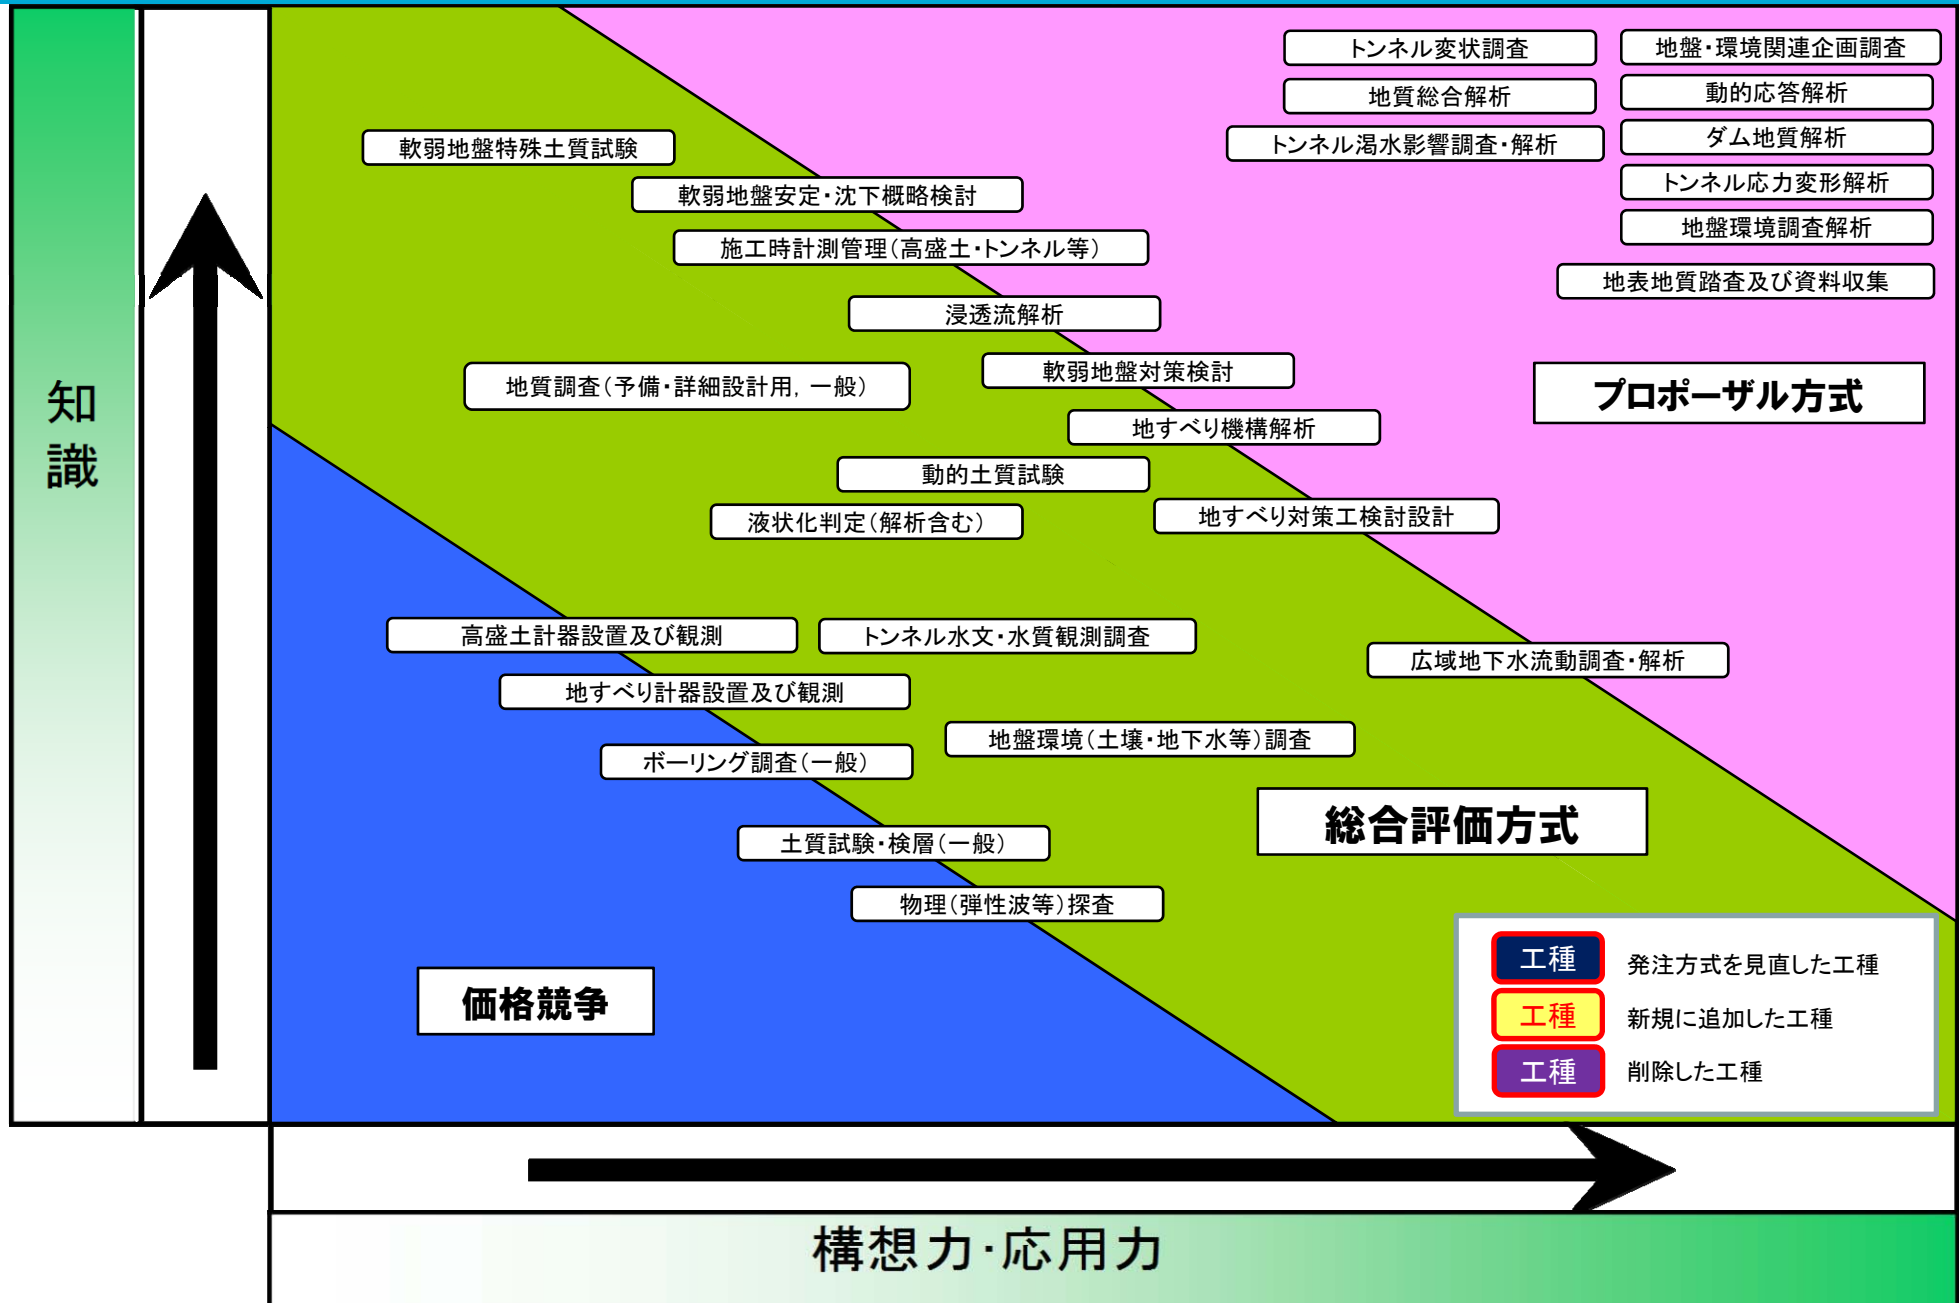 トンネル変状調査
地盤・環境関連企画調査
地質総合解析
動的応答解析
トンネル渇水影響調査・解析
ダム地質解析
軟弱地盤特殊土質試験
トンネル応力変形解析
軟弱地盤安定・沈下概略検討
地盤環境調査解析
施工時計測管理(高盛土・トンネル等)
地表地質踏査及び資料収集
浸透流解析
軟弱地盤対策検討
地質調査(予備・詳細設計用,一般)
プロポーザル方式
知
識
地すべり機構解析
動的土質試験
液状化判定(解析含む)
地すべり対策工検討設計
高盛土計器設置及び観測
トンネル水文・水質観測調査
広域地下水流動調査・解析
地すべり計器設置及び観測
地盤環境(土壌・地下水等)調査
ボーリング調査(一般)
総合評価方式
土質試験・検層(一般)
物理(弾性波等)探査
価格競争
工種 発注方式を見直した工種
工種 新規に追加した工種
工種 削除した工種
構想力・応用力